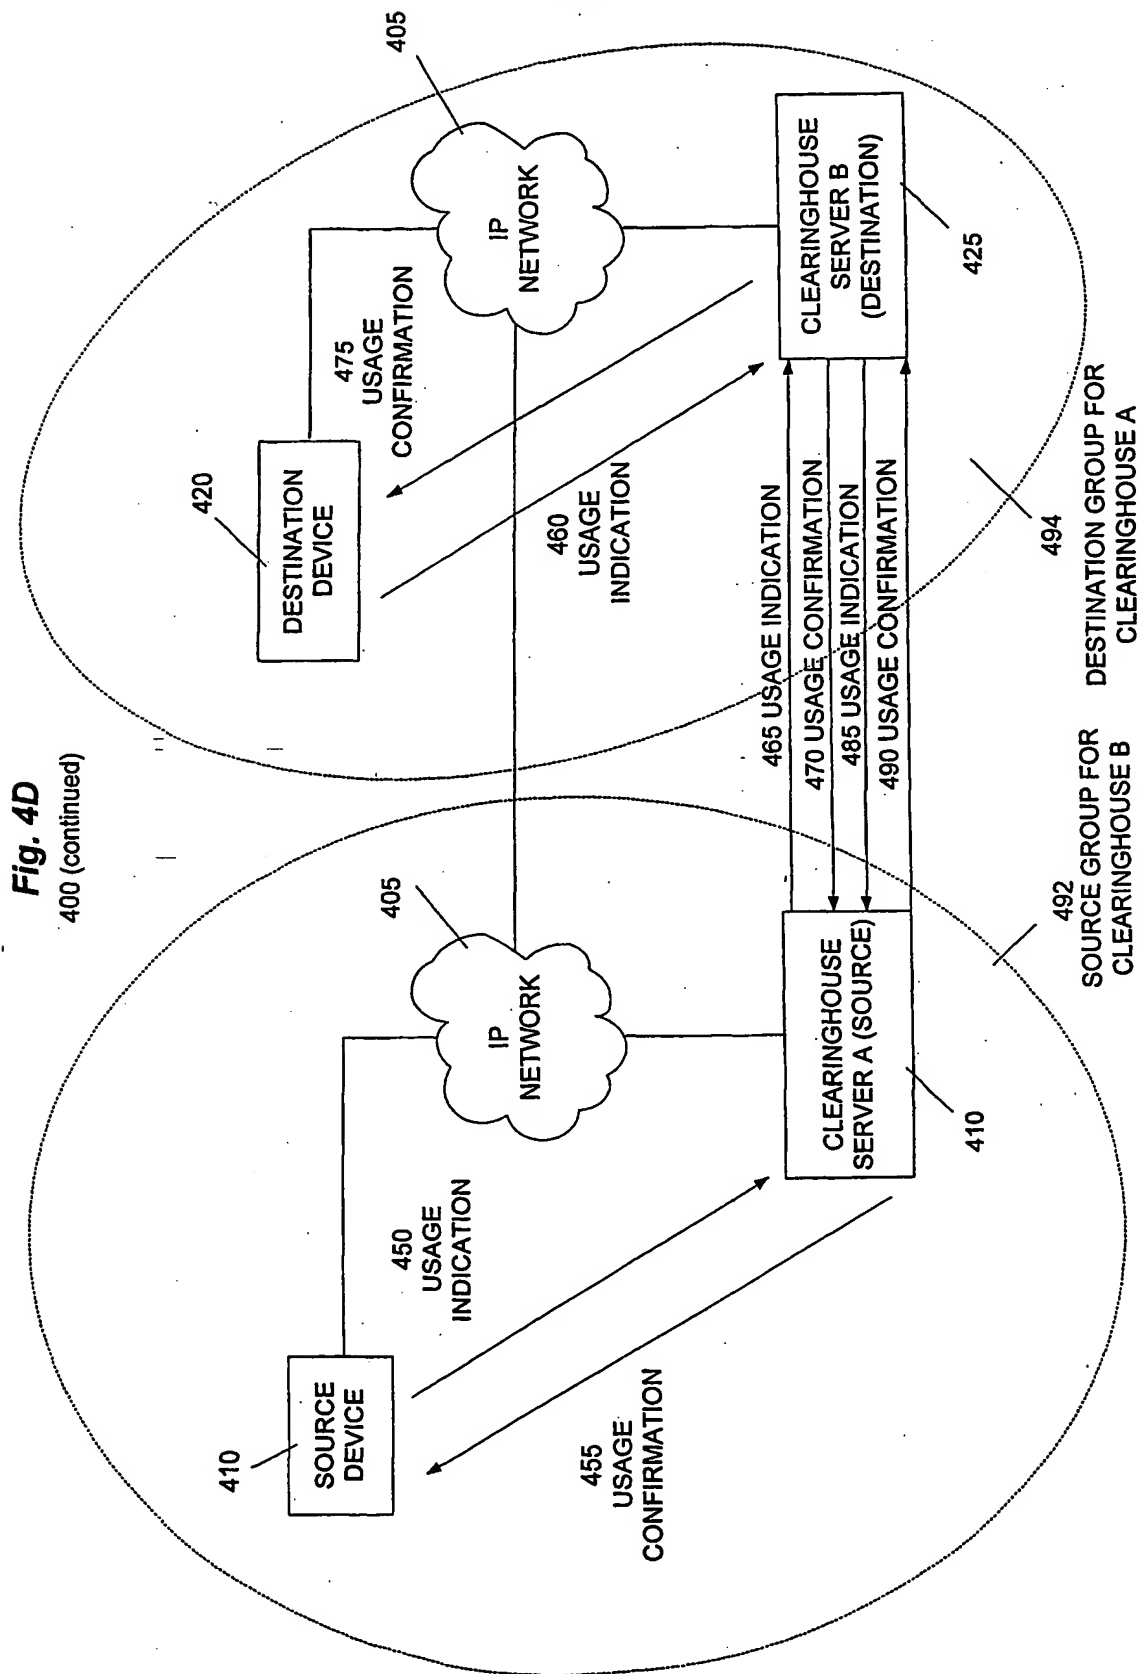 Fig. 4D
400 (continued)
410
SOURCE
DEVICE
450
USAGE
INDICATION
455
USAGE
CONFIRMATION
405
IP
NETWORK
CLEARINGHOUSE
SERVER A (SOURCE)
410
492
SOURCE GROUP FOR
CLEARINGHOUSE B
465 USAGE INDICATION
470 USAGE CONFIRMATION
485 USAGE INDICATION
490 USAGE CONFIRMATION
420
DESTINATION
DEVICE
475
USAGE
CONFIRMATION
460
USAGE
INDICATION
405
IP
NETWORK
CLEARINGHOUSE
SERVER B
(DESTINATION)
425
494
DESTINATION GROUP FOR
CLEARINGHOUSE A